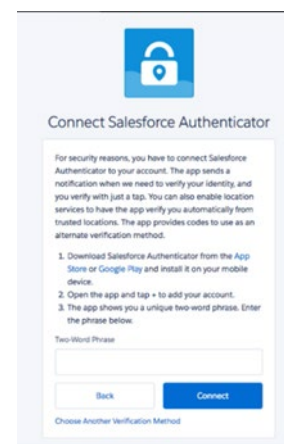 Connect Salesforce Authenticator
For security reasons, you have to connect Salesforce
Authenticator to your account. The app sends a
notification when we need to verify your identity, and
you verify with just a tap. You can also enable location
services to have the app verify you automatically from
trusted locations. The app provides codes to use as an
alternate verification method.
1. Download Salesforce Authenticator from the App
Store or Google Play and install it on your mobile
device.
2. Open the app and tap + to add your account.
3. The app shows you a unique two-word phrase. Enter
the phrase below.
Two-Word Phrase
Back
Connect
Choose Another Verification Method